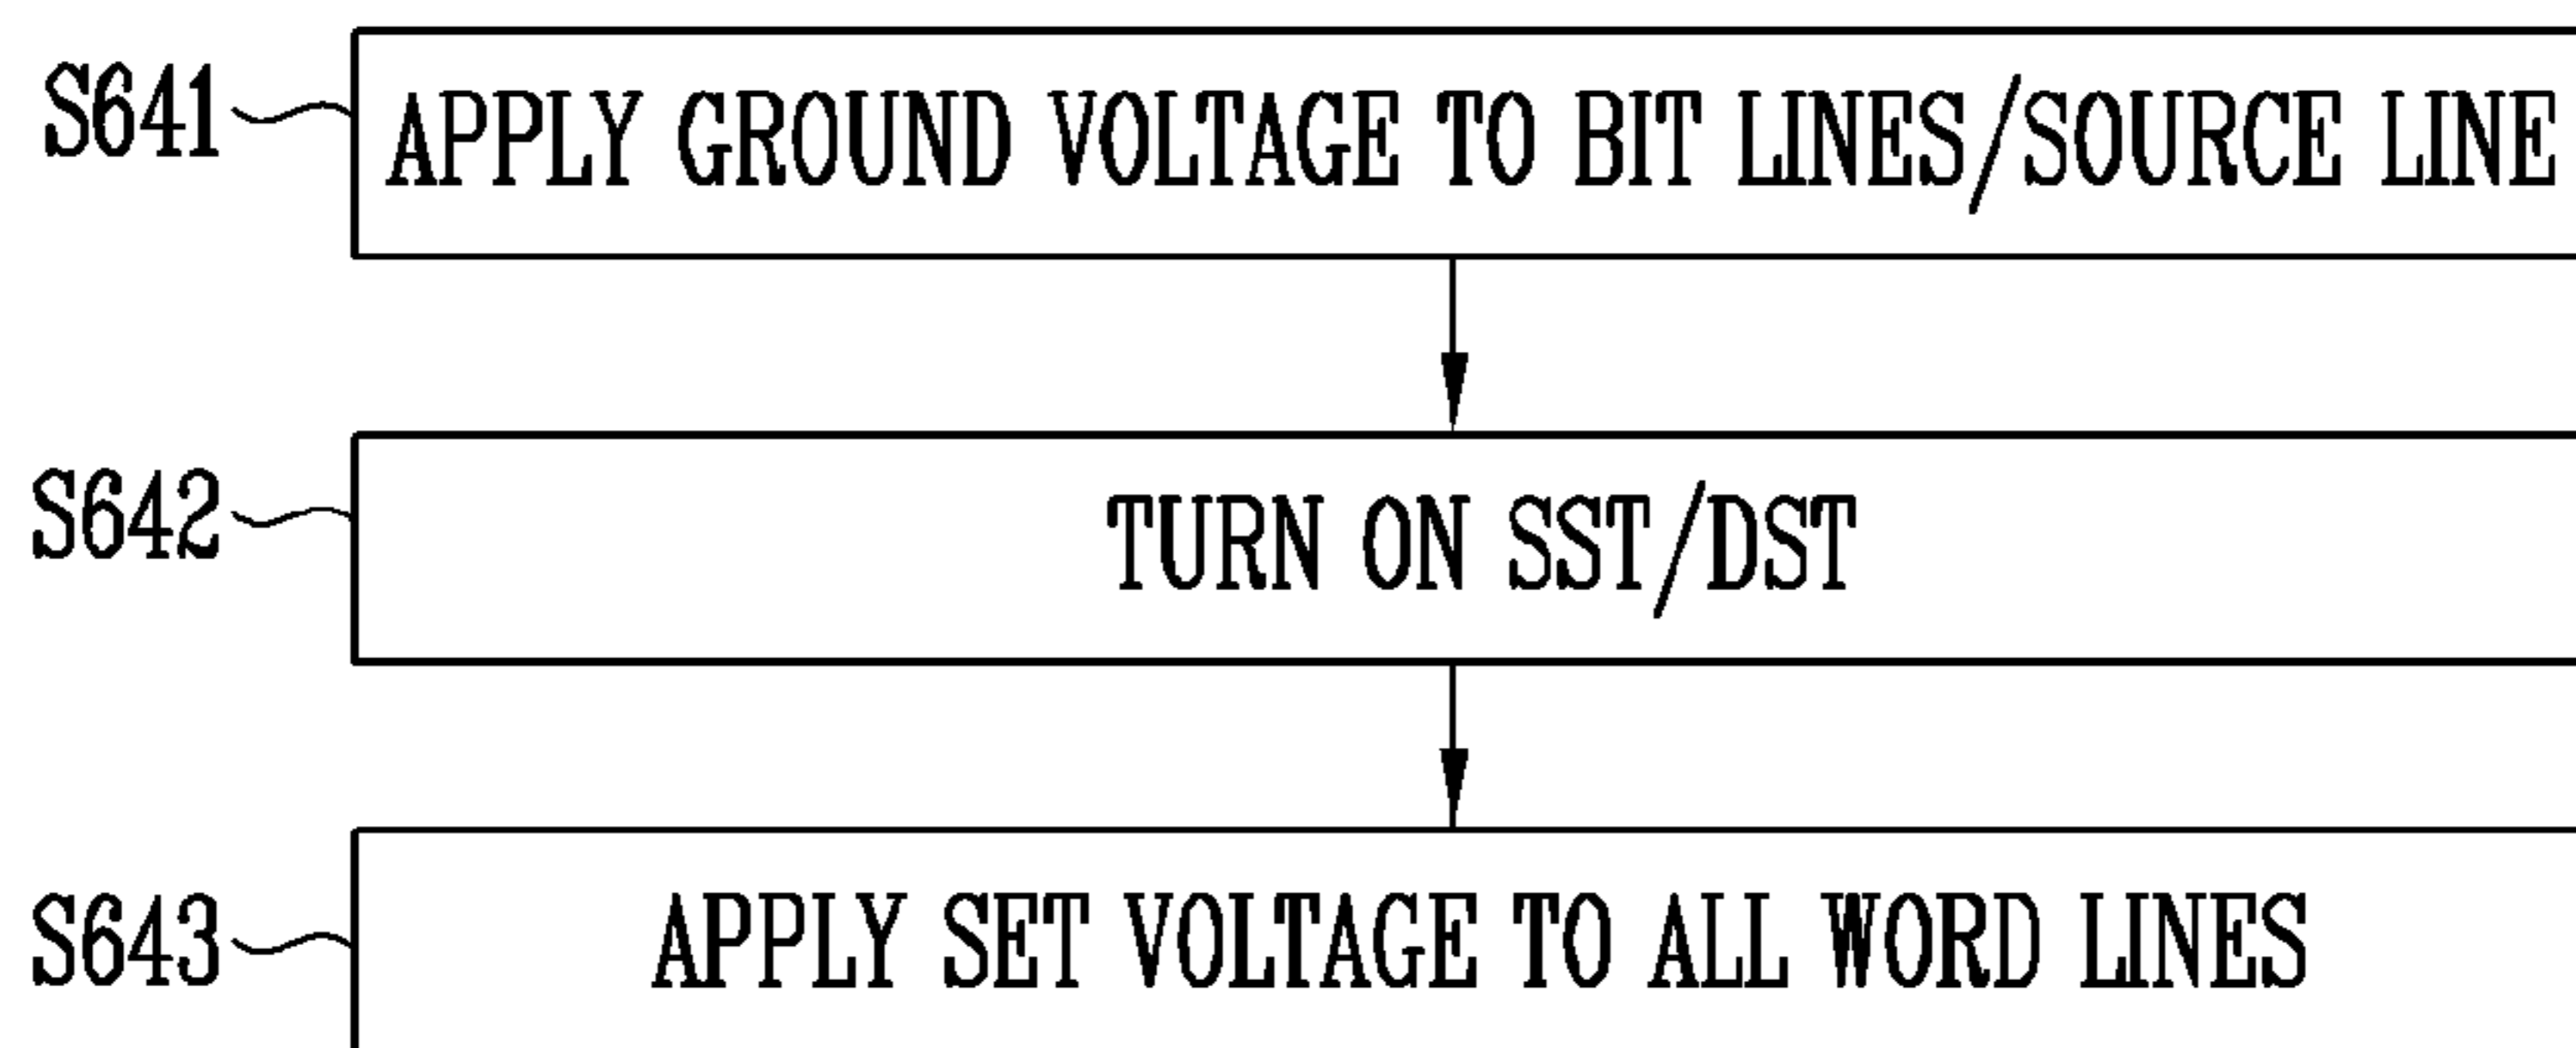 S641 APPLY GROUND VOLTAGE TO BIT LINES/SOURCE LINE
S642 TURN ON SST/DST
S643 APPLY SET VOLTAGE TO ALL WORD LINES